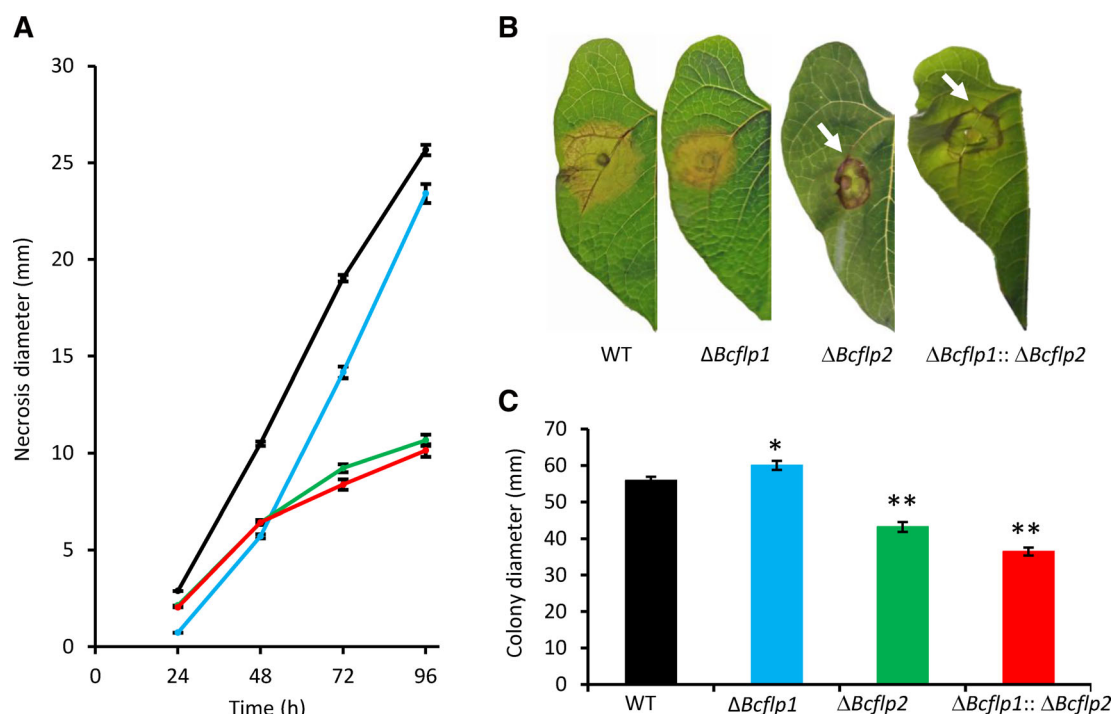 A
30
25
20
15
10
5
0
Necrosis diameter (mm)
0 24 48 72 96
Time (h)
B
WT ΔBcflp1 ΔBcflp2 ΔBcflp1:: ΔBcflp2
C
70
60
50
40
30
20
10
0
Colony diameter (mm)
* ** **
WT ΔBcflp1 ΔBcflp2 ΔBcflp1:: ΔBcflp2